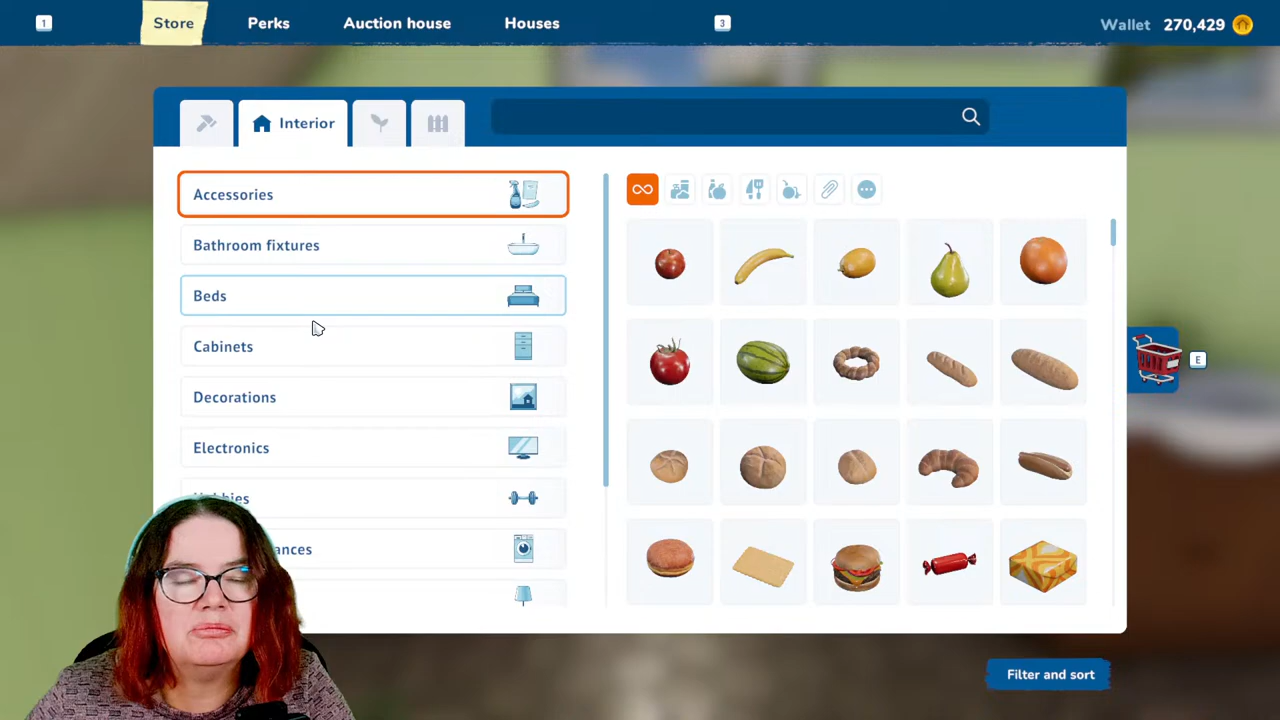 1
Store
Perks
Auction house
Houses
3
Wallet 270,429
Interior
Accessories
Bathroom fixtures
Beds
Cabinets
Decorations
Electronics
E
Filter and sort